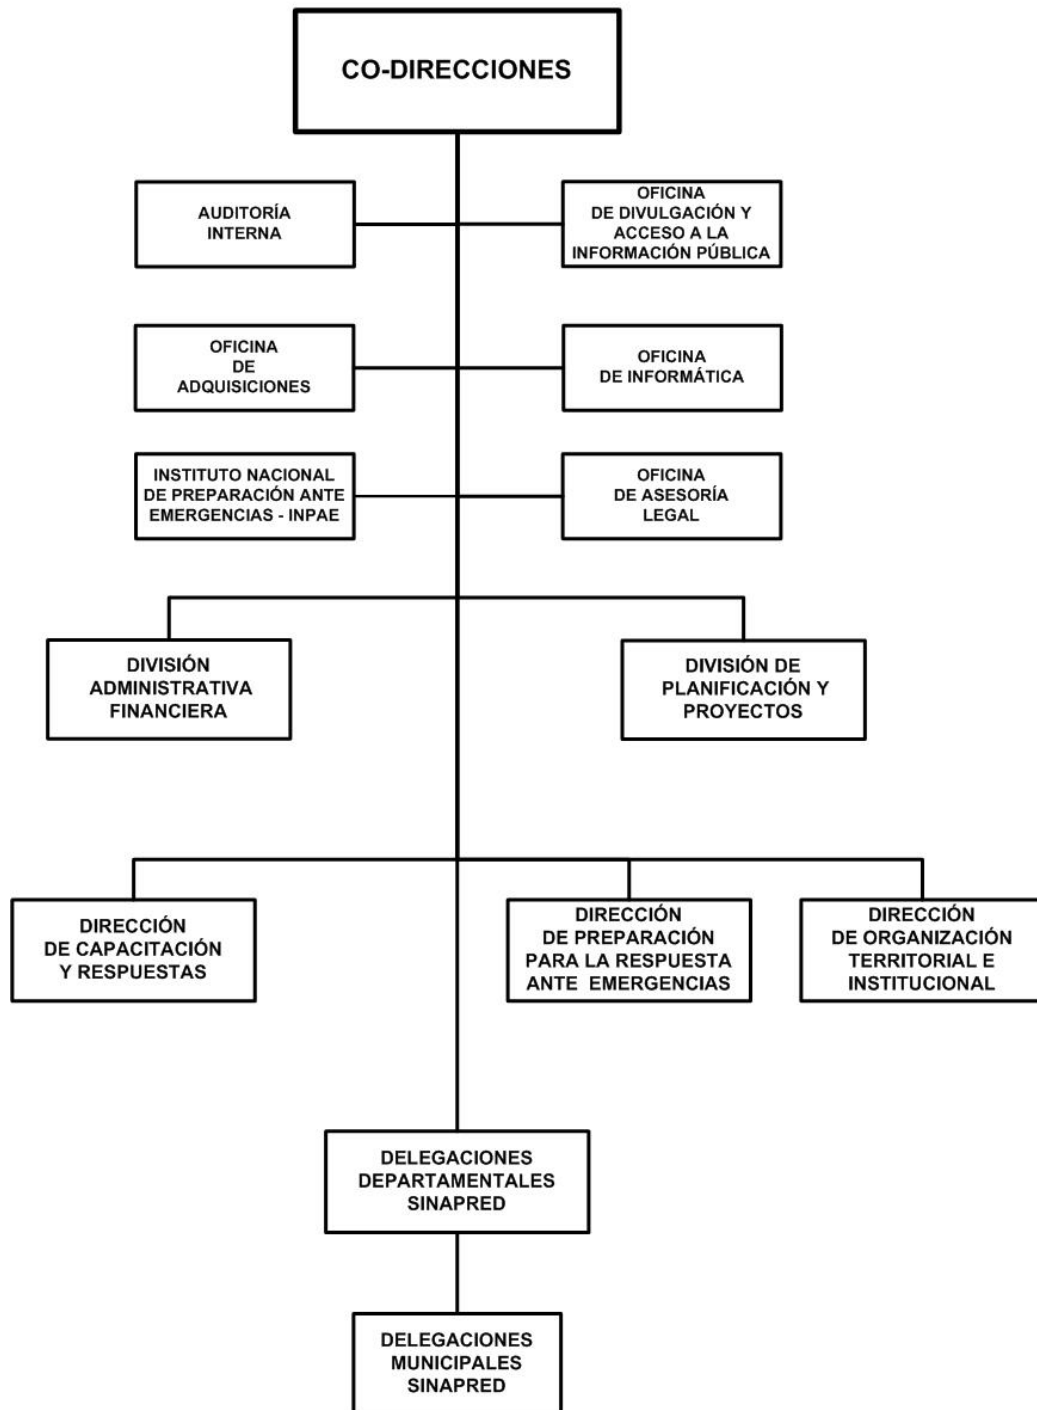 CO-DIRECCIONES
AUDITORÍA
INTERNA
OFICINA
DE DIVULGACIÓN Y
ACCESO A LA
INFORMACIÓN PÚBLICA
OFICINA
DE
ADQUISICIONES
OFICINA
DE INFORMÁTICA
INSTITUTO NACIONAL
DE PREPARACIÓN ANTE
EMERGENCIAS - INPAE
OFICINA
DE ASESORÍA
LEGAL
DIVISIÓN
ADMINISTRATIVA
FINANCIERA
DIVISIÓN DE
PLANIFICACIÓN Y
PROYECTOS
DIRECCIÓN
DE CAPACITACIÓN
Y RESPUESTAS
DIRECCIÓN
DE PREPARACIÓN
PARA LA RESPUESTA
ANTE EMERGENCIAS
DIRECCIÓN
DE ORGANIZACIÓN
TERRITORIAL E
INSTITUCIONAL
DELEGACIONES
DEPARTAMENTALES
SINAPRED
DELEGACIONES
MUNICIPALES
SINAPRED